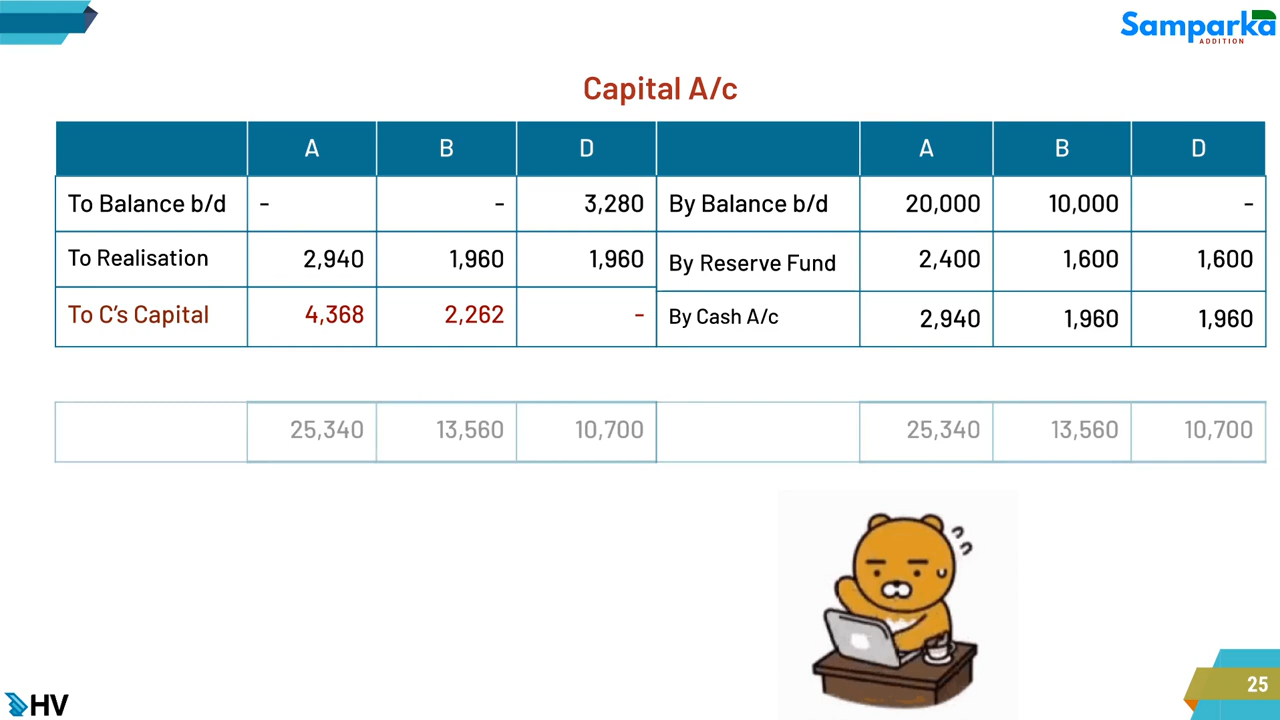 Samparka
ADDITION
Capital A/c
A B D A B D
To Balance b/d - - 3,280 By Balance b/d 20,000 10,000 -
To Realisation 2,940 1,960 1,960 By Reserve Fund 2,400 1,600 1,600
To C's Capital 4,368 2,262 - By Cash A/c 2,940 1,960 1,960
25,340 13,560 10,700 25,340 13,560 10,700
25
HV